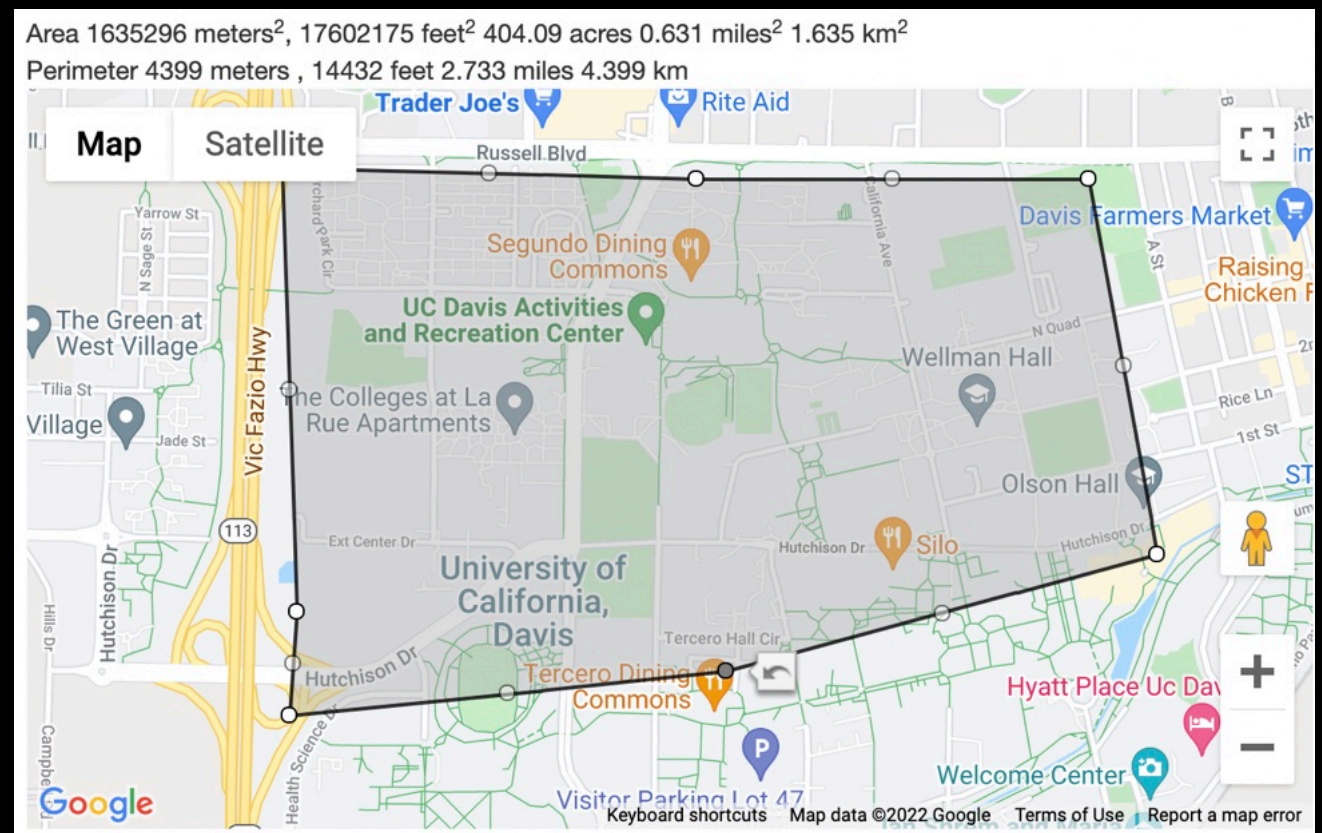 Area 1635296 meters², 17602175 feet² 404.09 acres 0.631 miles² 1.635 km²
Perimeter 4399 meters , 14432 feet 2.733 miles 4.399 km
Trader Joe's
Rite Aid
B
Map
Satellite
Russell Blvd
California Ave
Yarrow St
N Sage St
Davis Farmers Market
A St
Segundo Dining
Commons
Raising
Chicken
UC Davis Activities
and Recreation Center
The Green at
West Village
N Quad
Wellman Hall
Vic Fazio Hwy
Tilia St
The Colleges at La
Rue Apartments
Rice Ln
Village
Jade St
1st St
Olson Hall
ST
113
Ext Center Dr
Hutchison Dr
Silo
Hutchison Dr
University of
California,
Davis
Hutchison Dr
Hills Dr
Tercero Hall Cir
Hutchison Dr
Tercero Dining
Commons
Hyatt Place Uc Dav
Health Science Dr
P
Welcome Center
Google
Visitor Parking Lot 47
Keyboard shortcuts
Map data ©2022 Google
Terms of Use
Report a map error